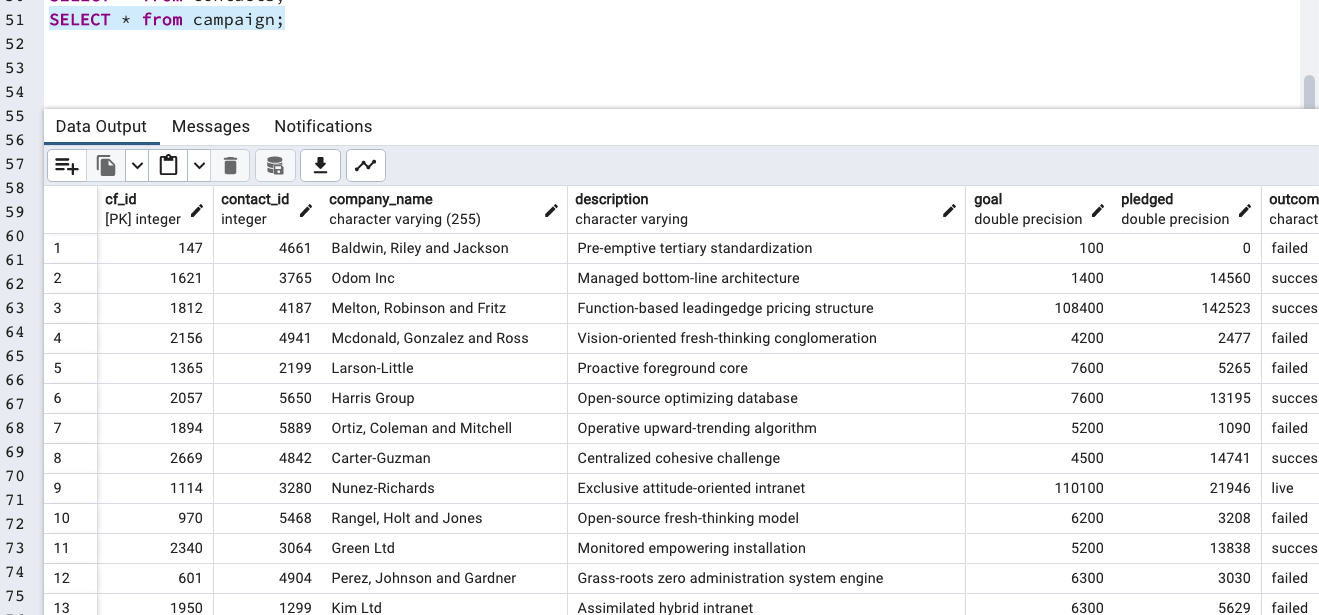 51 SELECT * from campaign;
52
53
54
55
56
57
58
59
60
61
62
63
64
65
66
67
68
69
70
71
72
73
74
75
Data Output Messages Notifications
cf_id contact_id company_name description goal pledged outcom
[PK] integer integer character varying (255) character varying double precision double precision charact
1 147 4661 Baldwin, Riley and Jackson Pre-emptive tertiary standardization 100 0 failed
2 1621 3765 Odom Inc Managed bottom-line architecture 1400 14560 succes
3 1812 4187 Melton, Robinson and Fritz Function-based leadingedge pricing structure 108400 142523 succes
4 2156 4941 Mcdonald, Gonzalez and Ross Vision-oriented fresh-thinking conglomeration 4200 2477 failed
5 1365 2199 Larson-Little Proactive foreground core 7600 5265 failed
6 2057 5650 Harris Group Open-source optimizing database 7600 13195 succes
7 1894 5889 Ortiz, Coleman and Mitchell Operative upward-trending algorithm 5200 1090 failed
8 2669 4842 Carter-Guzman Centralized cohesive challenge 4500 14741 succes
9 1114 3280 Nunez-Richards Exclusive attitude-oriented intranet 110100 21946 live
10 970 5468 Rangel, Holt and Jones Open-source fresh-thinking model 6200 3208 failed
11 2340 3064 Green Ltd Monitored empowering installation 5200 13838 succes
12 601 4904 Perez, Johnson and Gardner Grass-roots zero administration system engine 6300 3030 failed
13 1950 1299 Kim Ltd Assimilated hybrid intranet 6300 5629 failed